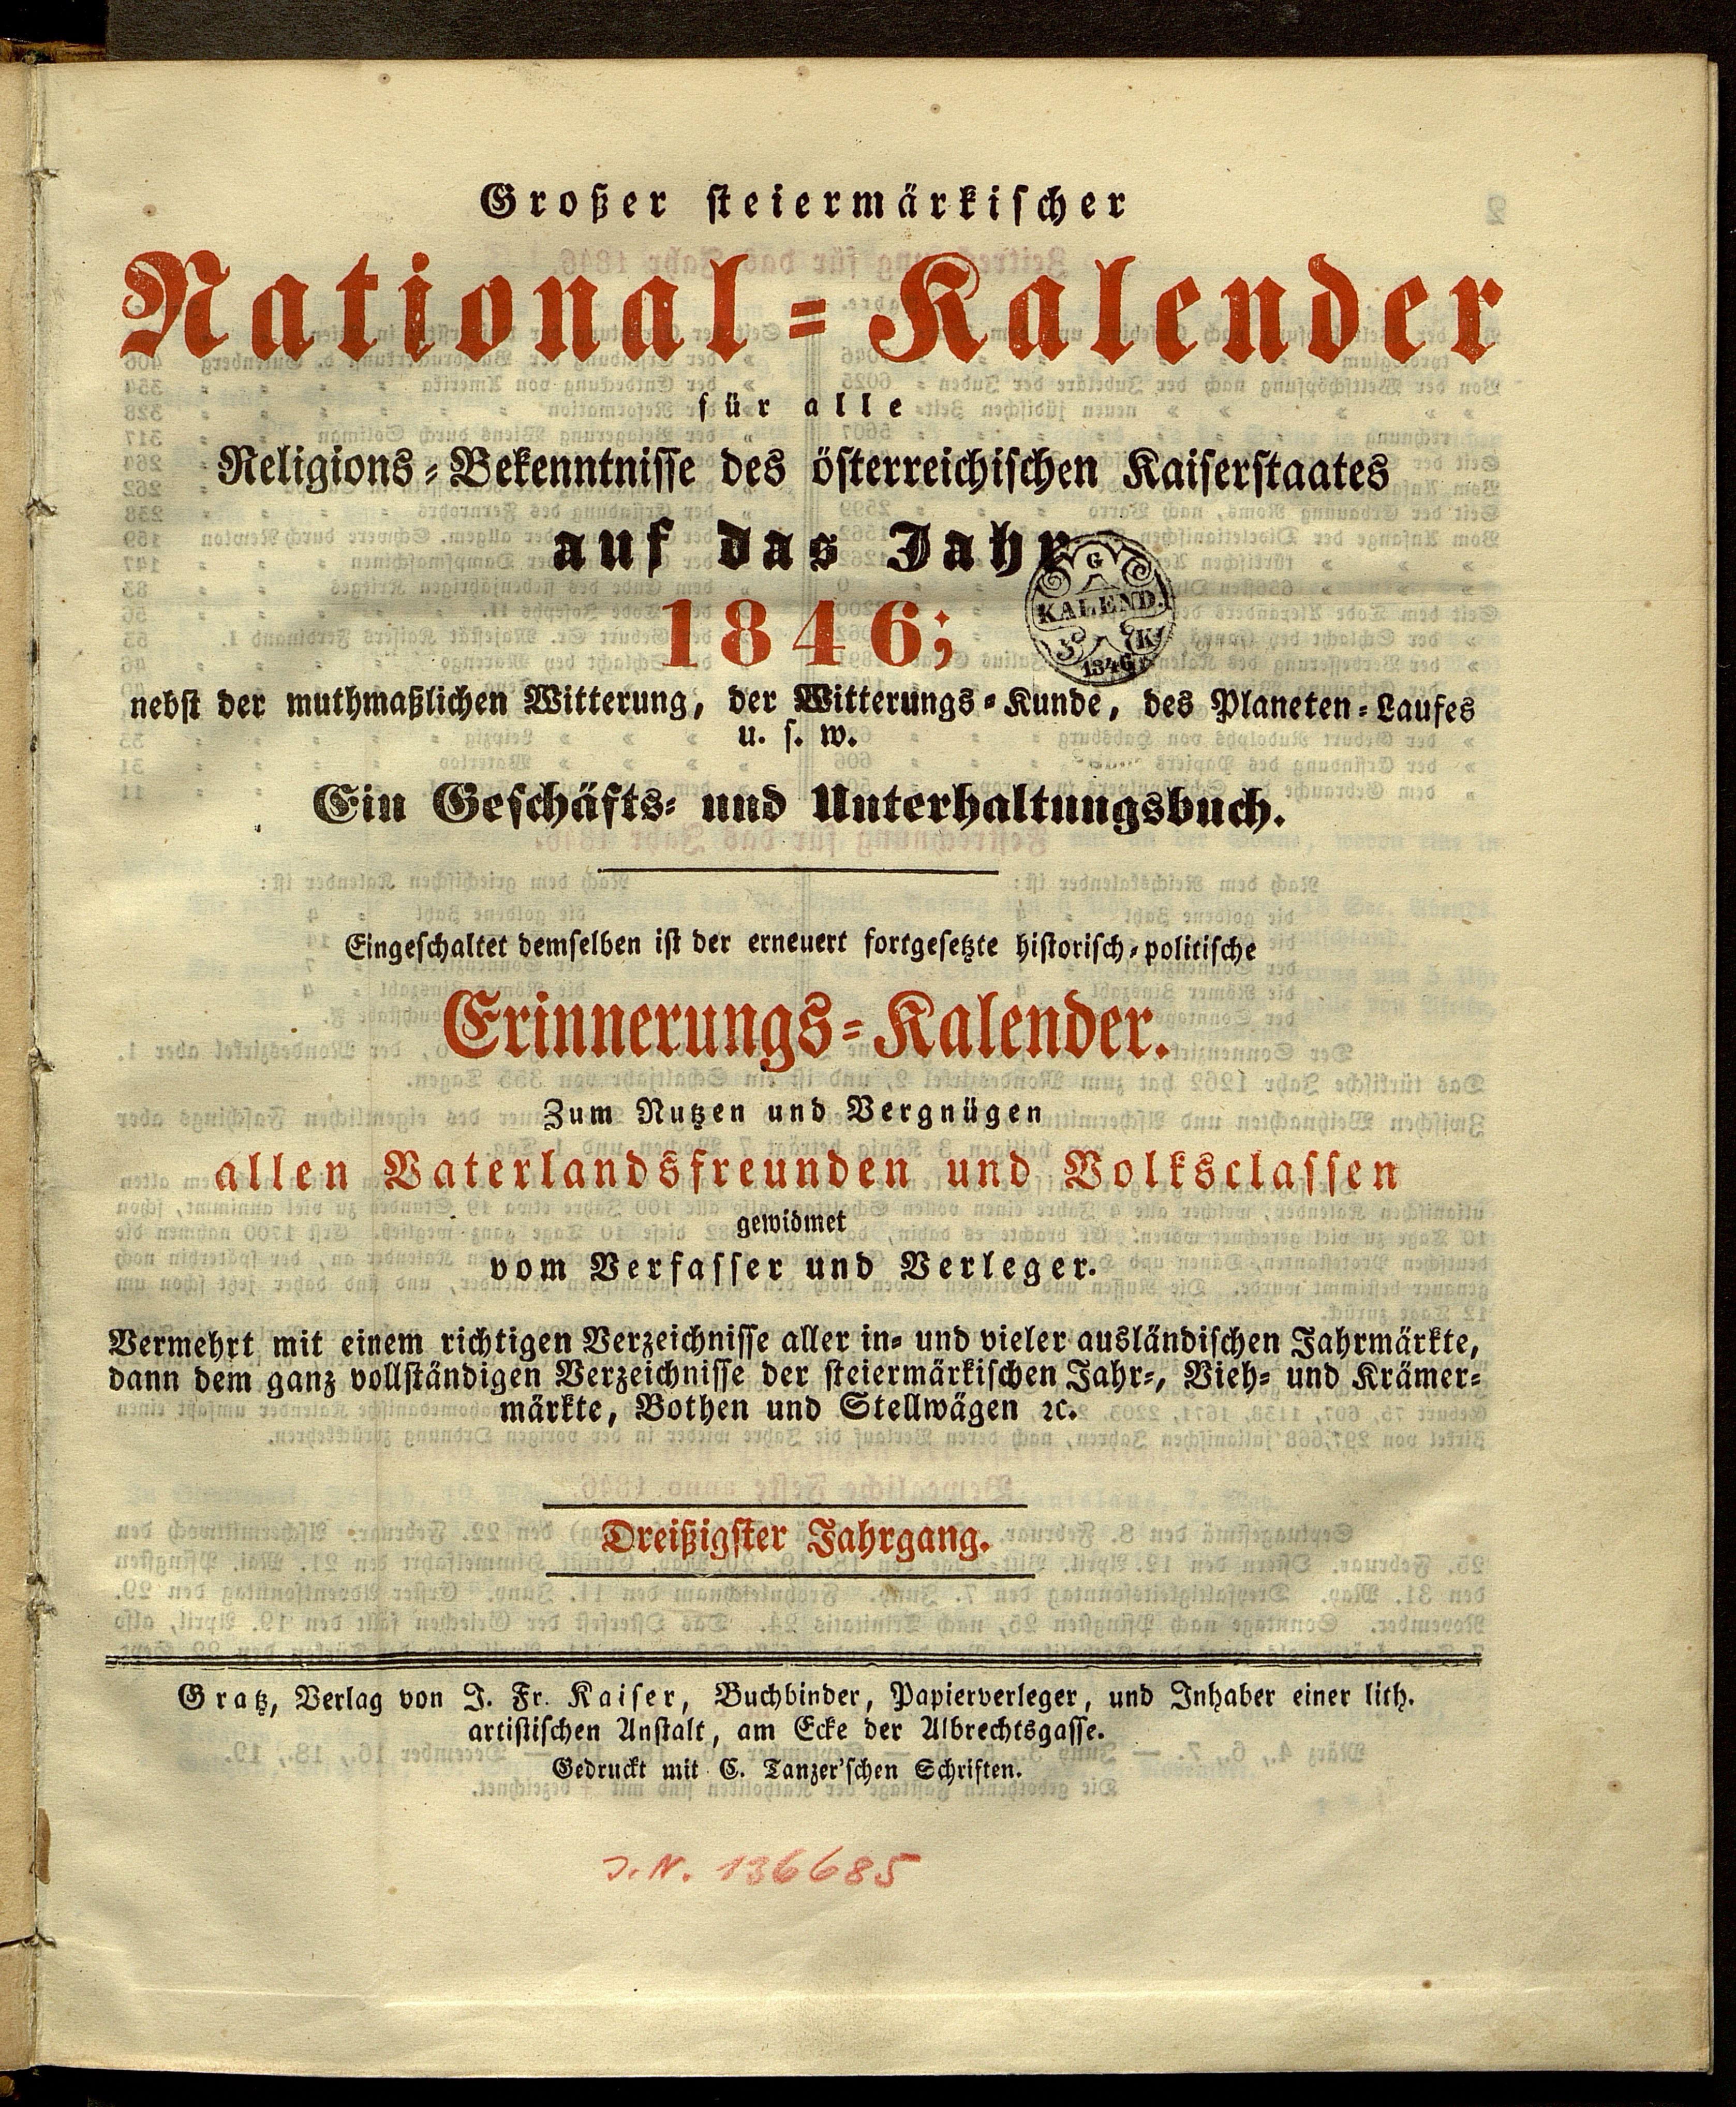 Großer steiermärkischer
National-Kalender
für alle
Religions-Bekenntnisse des österreichischen Kaiserstaates
auf das Jahr
1846;
G
KALEND.
3 K
1846
nebst der muthmaßlichen Witterung, der Witterungs-Kunde, des Planeten-Laufes
u. s. w.
Ein Geschäfts- und Unterhaltungsbuch.
Eingeschaltet demselben ist der erneuert fortgesetzte historisch-politische
Erinnerungs-Kalender.
Zum Nutzen und Vergnügen
allen Vaterlandsfreunden und Volksclassen
gewidmet
vom Verfasser und Verleger.
Vermehrt mit einem richtigen Verzeichnisse aller in- und vieler ausländischen Jahrmärkte,
dann dem ganz vollständigen Verzeichnisse der steiermärkischen Jahr-, Vieh- und Krämer-
märkte, Bothen und Stellwägen ꝛc.
Dreißigster Jahrgang.
Gratz, Verlag von J. Fr. Kaiser, Buchbinder, Papierverleger, und Inhaber einer lith.
artistischen Anstalt, am Ecke der Albrechtsgasse.
Gedruckt mit C. Tanzer'schen Schriften.
J.N. 136685